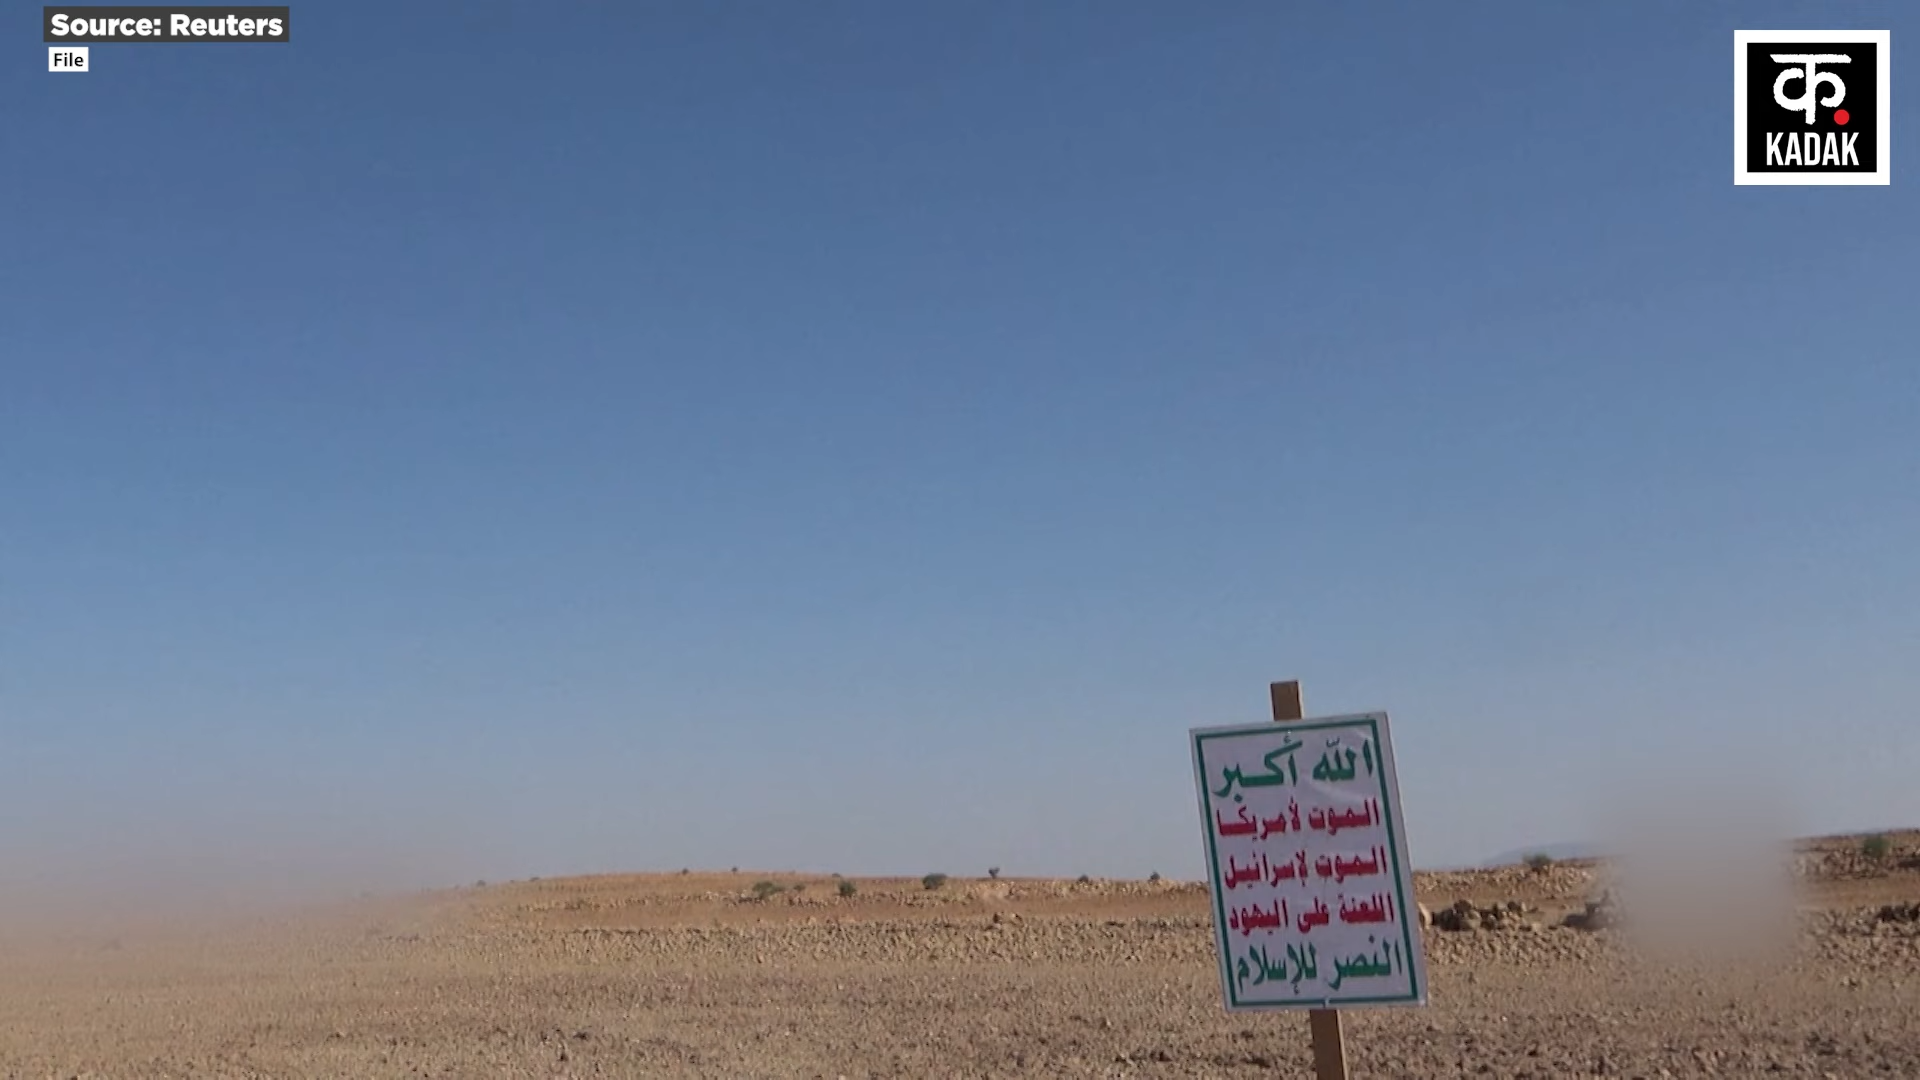 Source: Reuters
File
क.
KADAK
الله أكبر
الموت لأمريكا
الموت لإسرائيل
اللعنة على اليهود
النصر للإسلام